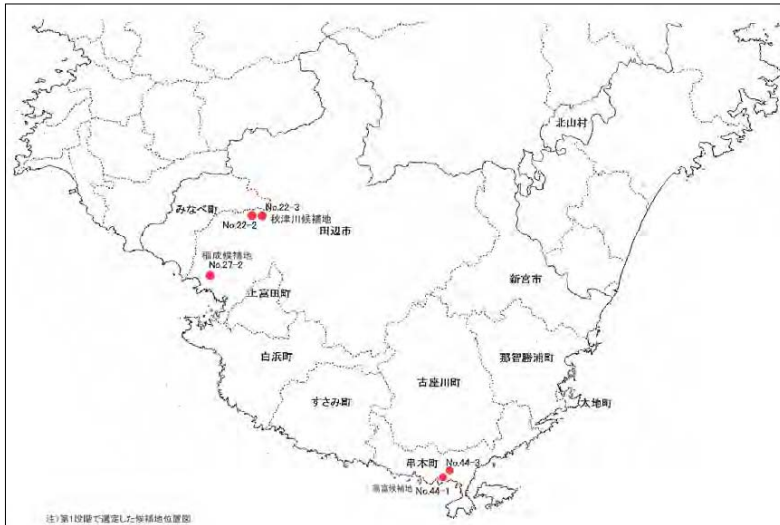 北山村
みなべ町
No.22-3
No.22-2
秋津川候補地
田辺市
稲成候補地
No.27-2
上富田町
新宮市
白浜町
那智勝浦町
古座川町
すさみ町
太地町
串本町
No.44-3
高富候補地
No.44-1
注)第1段階で選定した候補地位置図